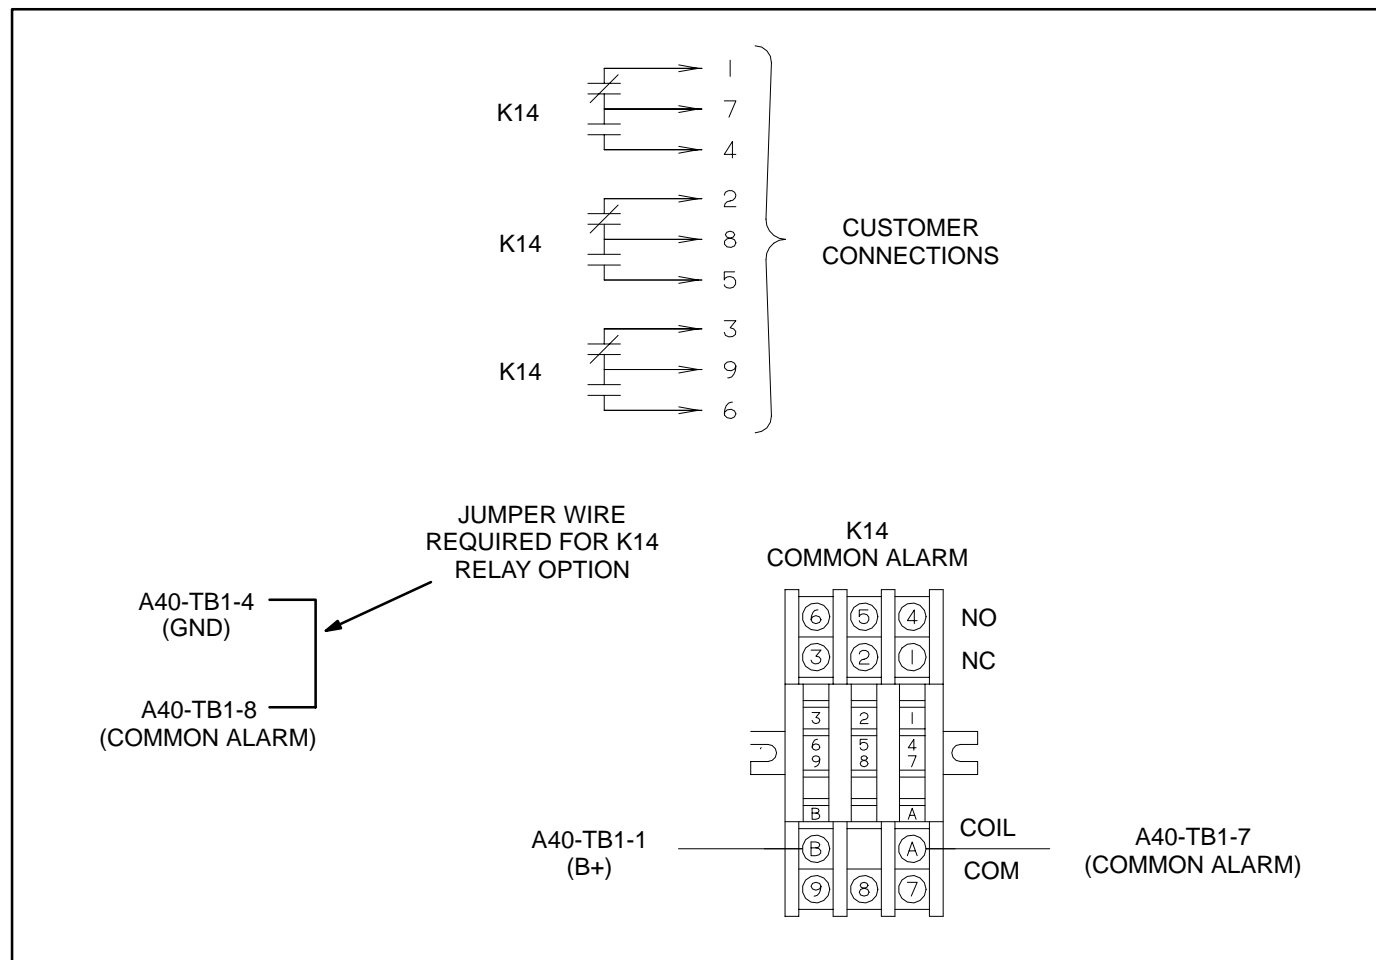 K14
1
7
4
K14
2
8
5
K14
3
9
6
CUSTOMER
CONNECTIONS
JUMPER WIRE
REQUIRED FOR K14
RELAY OPTION
A40-TB1-4
(GND)
A40-TB1-8
(COMMON ALARM)
K14
COMMON ALARM
6 5 4 NO
3 2 1 NC
3 2 1
6 5 4
9 8 7
B A
COIL
B A
COM
9 8 7
A40-TB1-1
(B+)
A40-TB1-7
(COMMON ALARM)